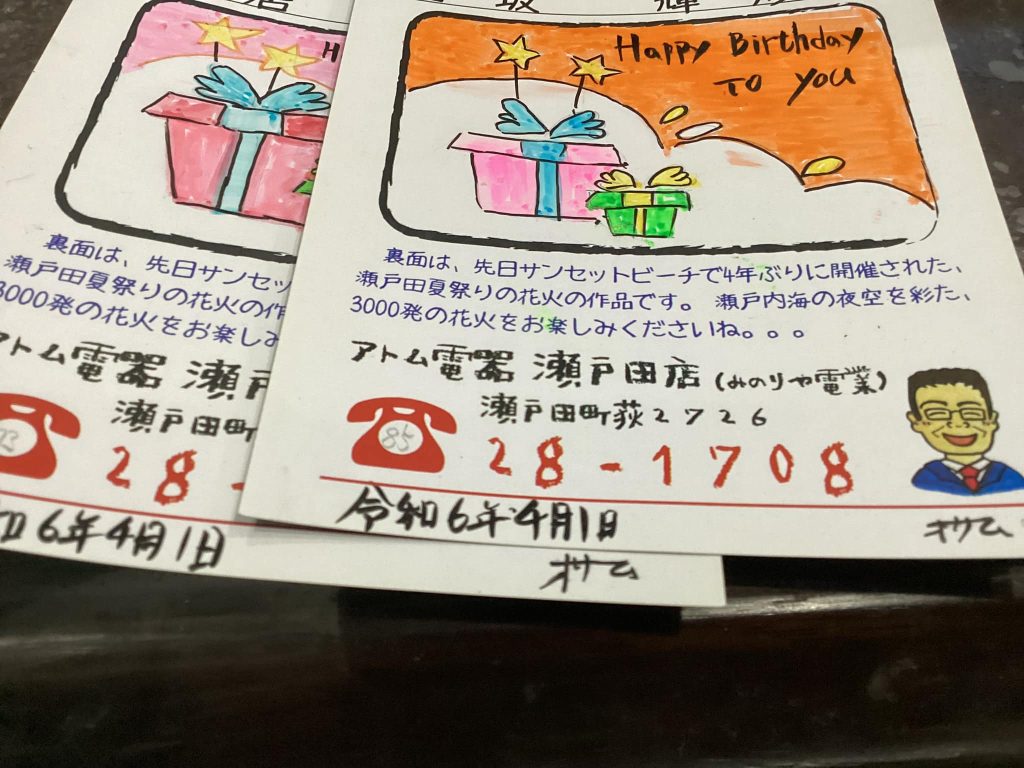 Happy Birthday
To you
裏面は、先日サンセットビーチで4年ぶりに開催された、
瀬戸田夏祭りの花火の作品です。 瀬戸内海の夜空を彩た、
3000発の花火をお楽しみくださいね。。。
アトム電器 瀬戸田店 (みのりや電業)
瀬戸田町荻2726
85
28-1708
令和6年4月1日
オサム
H
裏面は、先日サンセッ
瀬戸田夏祭りの花火の作
3000発の花火をお楽しみ
アトム電器 瀬戸
瀬戸田町
28-
和6年4月1日
オサム